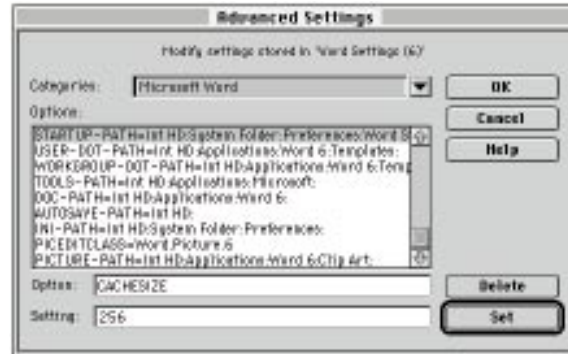 Advanced Settings
Modify settings stored in 'Word Settings (6)'
Categories: Microsoft Word
OK
Options:
Cancel
STARTUP-PATH=Int HD:System Folder:Preferences:Word S
Help
USER-DOT-PATH=Int HD:Applications:Word 6:Templates:
WORKGROUP-DOT-PATH=Int HD:Applications:Word 6:Temp
TOOLS-PATH=Int HD:Applications:Microsoft:
DOC-PATH=Int HD:Applications:Word 6:
AUTOSAVE-PATH=Int HD:
INI-PATH=Int HD:System Folder:Preferences:
PICEDITCLASS=Word.Picture.6
PICTURE-PATH=Int HD:Applications:Word 6:Clip Art:
Option: CACHESIZE
Delete
Setting: 256
Set